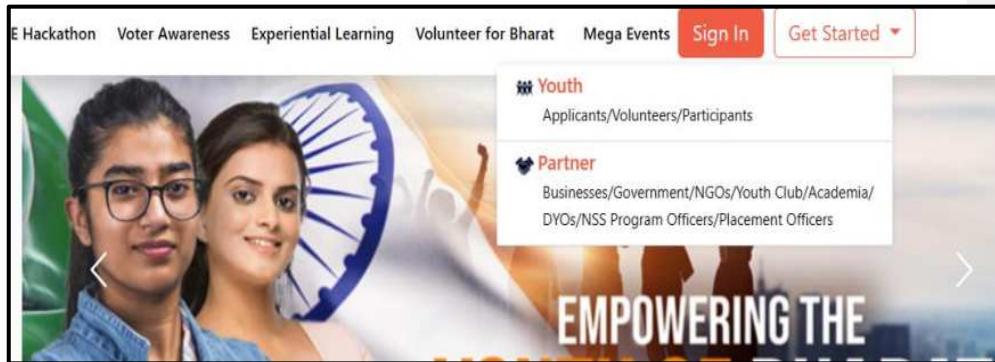 E Hackathon Voter Awareness Experiential Learning Volunteer for Bharat Mega Events Sign In Get Started
Youth
Applicants/Volunteers/Participants
Partner
Businesses/Government/NGOs/Youth Club/Academia/
DYOs/NSS Program Officers/Placement Officers
EMPOWERING THE